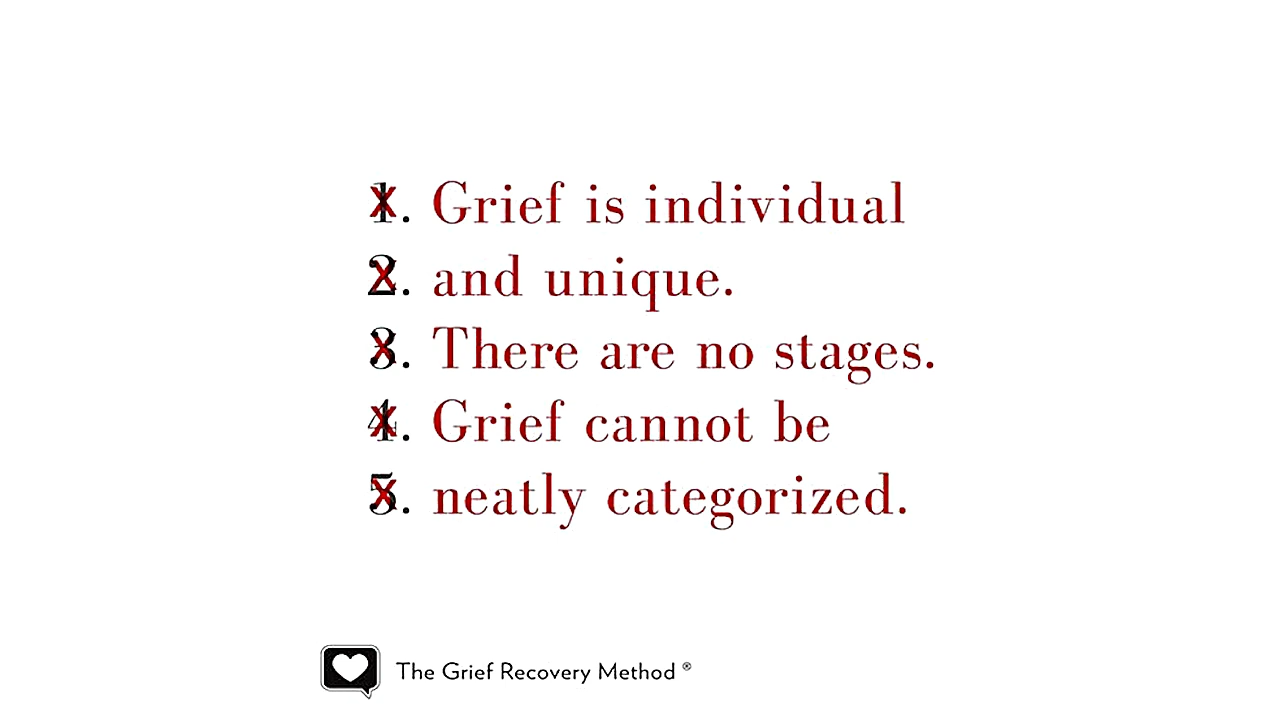 1. Grief is individual
2. and unique.
3. There are no stages.
4. Grief cannot be
5. neatly categorized.
The Grief Recovery Method ®